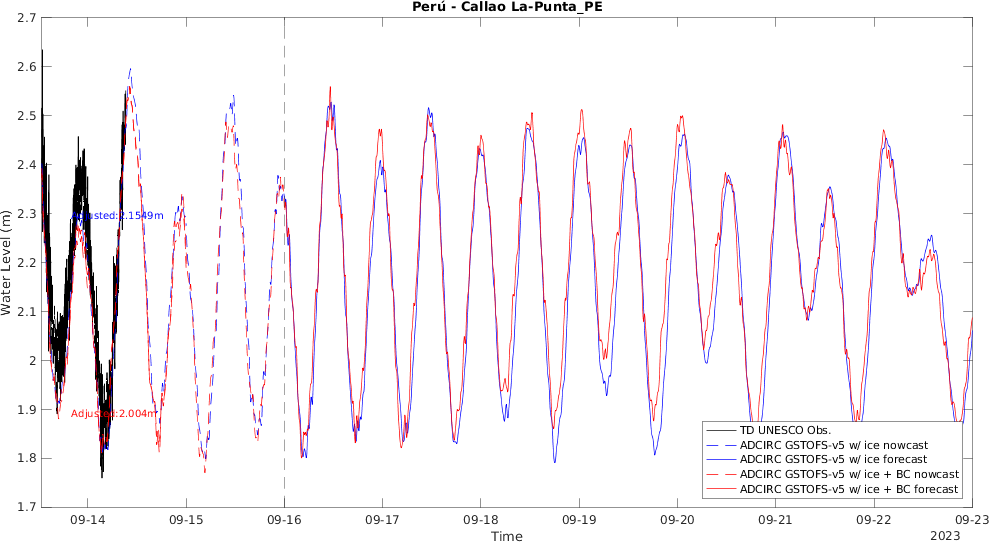 Perú - Callao La-Punta_PE
2.7
2.6
2.5
2.4
2.3
2.2
2.1
2
1.9
1.8
1.7
Water Level (m)
Adjusted:2.1549m
Adjusted:2.004m
TD UNESCO Obs.
ADCIRC GSTOFS-v5 w/ ice nowcast
ADCIRC GSTOFS-v5 w/ ice forecast
ADCIRC GSTOFS-v5 w/ ice + BC nowcast
ADCIRC GSTOFS-v5 w/ ice + BC forecast
09-14 09-15 09-16 09-17 09-18 09-19 09-20 09-21 09-22 09-23
Time
2023